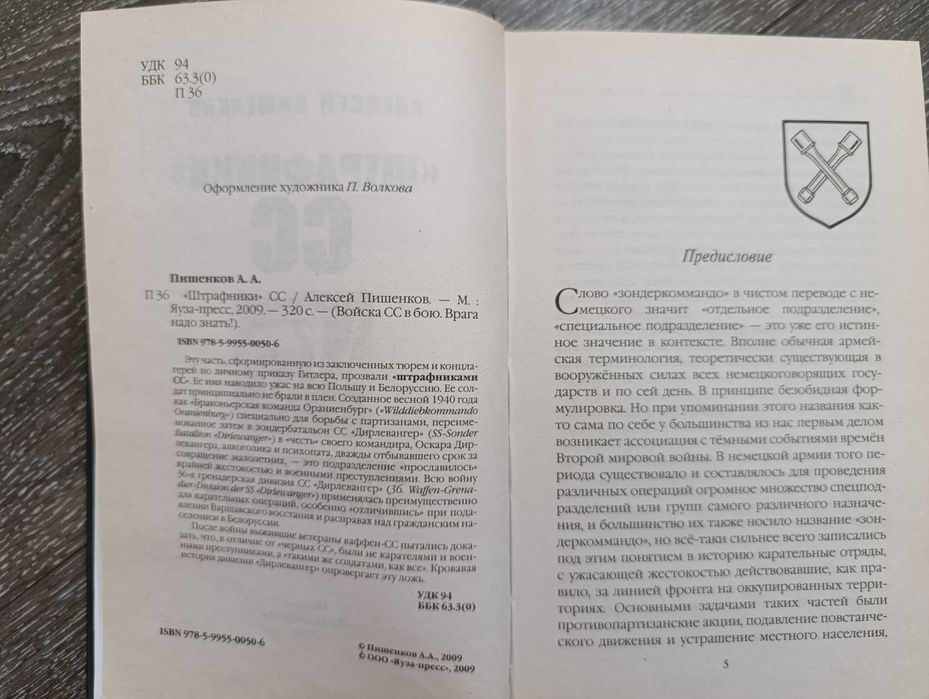 УДК 94
ББК 63.3(0)
П 36
Оформление художника П. Волкова
Пишенков А. А.
П 36 «Штрафники» СС / Алексей Пишенков. — М. :
Яуза-пресс, 2009. — 320 с. — (Войска СС в бою. Врага
надо знать!).
ISBN 978-5-9955-0050-6
Эту часть, сформированную из заключенных тюрем и концла-
герей по личному приказу Гитлера, прозвали «штрафниками
СС». Ее имя наводило ужас на всю Польшу и Белоруссию. Ее сол-
дат принципиально не брали в плен. Созданное весной 1940 года
как «Браконьерская команда Ораниенбург» («Wilddiebkommando
Oranienburg») специально для борьбы с партизанами, переиме-
нованное затем в зондербатальон СС «Дирлевангер» (SS-Sonder
Batallion «Dirlewanger») в «честь» своего командира, Оскара Дир-
левангера, алкоголика и психопата, дважды отбывавшего срок за
совращение малолетних, — это подразделение «прославилось»
крайней жестокостью и военными преступлениями. Всю войну
36-я гренадерская дивизия СС «Дирлевангер» (36. Waffen-Grena-
dier-Division der SS «Dirlewanger») применялась преимущественно
для карательных операций, особенно «отличившись» при пода-
влении Варшавского восстания и расправах над гражданским на-
селением в Белоруссии.
После войны выжившие ветераны ваффен-СС пытались дока-
зать, что, в отличие от «черных СС», были не карателями и воен-
ными преступниками, а «такими же солдатами, как все». Кровавая
история дивизии «Дирлевангер» опровергает эту ложь.
УДК 94
ББК 63.3(0)
ISBN 978-5-9955-0050-6
© Пишенков А.А., 2009
© ООО «Яуза-пресс», 2009
Предисловие
Слово «зондеркоммандо» в чистом переводе с не-
мецкого значит «отдельное подразделение»,
«специальное подразделение» — это уже его истин-
ное значение в контексте. Вполне обычная армей-
ская терминология, теоретически существующая в
вооружённых силах всех немецкоговорящих госу-
дарств и по сей день. В принципе безобидная фор-
мулировка. Но при упоминании этого названия как-
то сама по себе у большинства из нас первым делом
возникает ассоциация с тёмными событиями времён
Второй мировой войны. В немецкой армии того пе-
риода существовало и составлялось для проведения
различных операций огромное множество спецпод-
разделений или групп самого различного назначе-
ния, и большинство их также носило название «зон-
деркоммандо», но всё-таки сильнее всего записались
под этим понятием в историю карательные отряды,
с ужасающей жестокостью действовавшие, как пра-
вило, за линией фронта на оккупированных терри-
ториях. Основными задачами таких частей были
противопартизанские акции, подавление повстанче-
ского движения и устрашение местного населения,
5